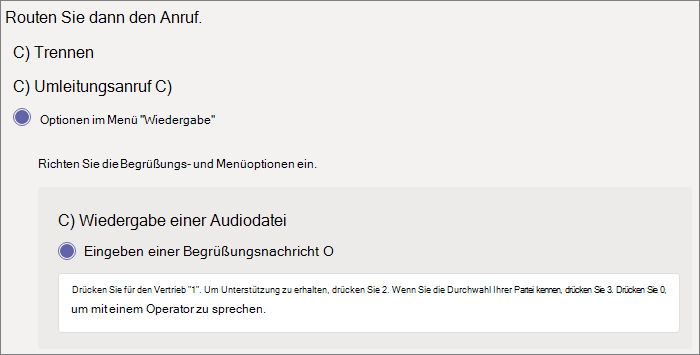 Routen Sie dann den Anruf.
C) Trennen
C) Umleitungsanruf C)
Optionen im Menü "Wiedergabe"
Richten Sie die Begrüßungs- und Menüoptionen ein.
C) Wiedergabe einer Audiodatei
Eingeben einer Begrüßungsnachricht O
Drücken Sie für den Vertrieb "1". Um Unterstützung zu erhalten, drücken Sie 2. Wenn Sie die Durchwahl Ihrer Partei kennen, drücken Sie 3. Drücken Sie 0,
um mit einem Operator zu sprechen.